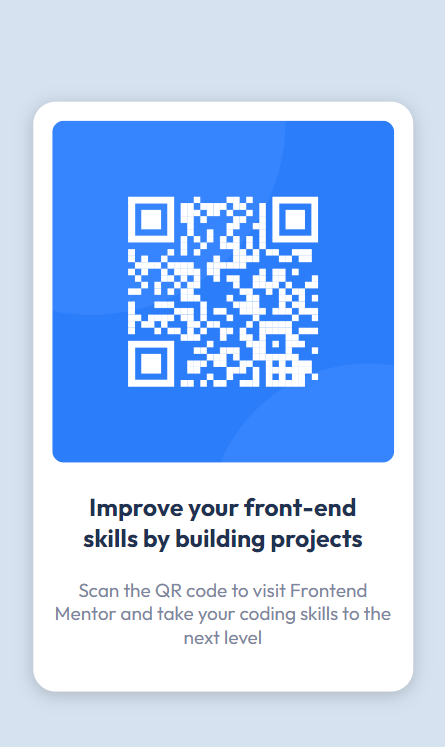 Improve your front-end
skills by building projects
Scan the QR code to visit Frontend
Mentor and take your coding skills to the
next level